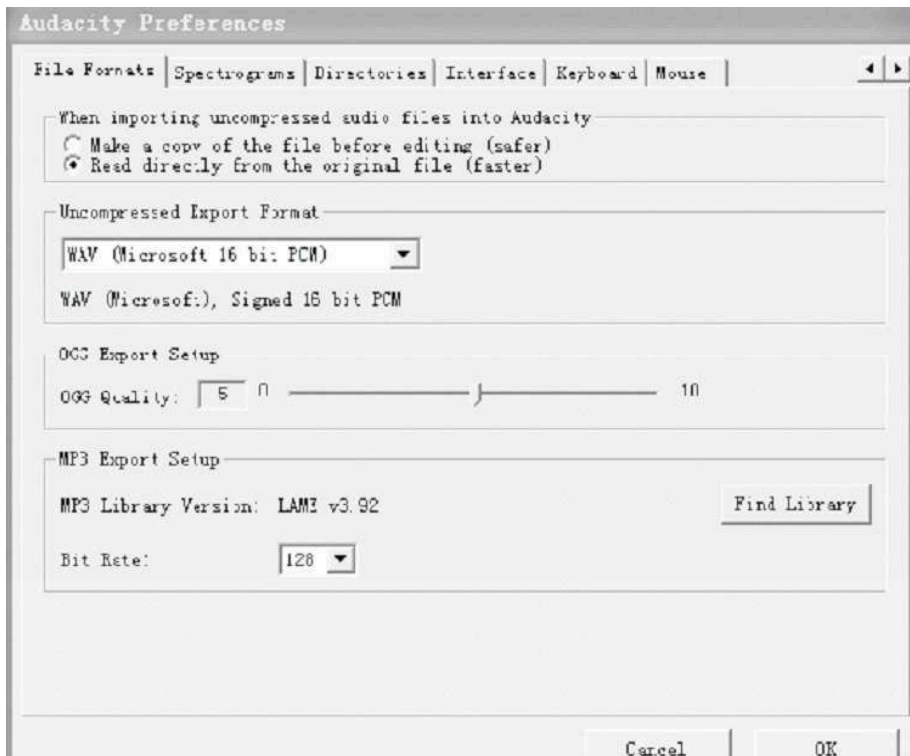 Audacity Preferences
File Formats Spectrograms Directories Interface Keyboard Mouse
When importing uncompressed audio files into Audacity
Make a copy of the file before editing (safer)
Read directly from the original file (faster)
Uncompressed Export Format
WAV (Microsoft 16 bit PCM)
WAV (Microsoft), Signed 16 bit PCM
OGG Export Setup
OGG Quality: 5 0 10
MP3 Export Setup
MP3 Library Version: LAME v3.92 Find Library
Bit Rate: 128
Cancel OK